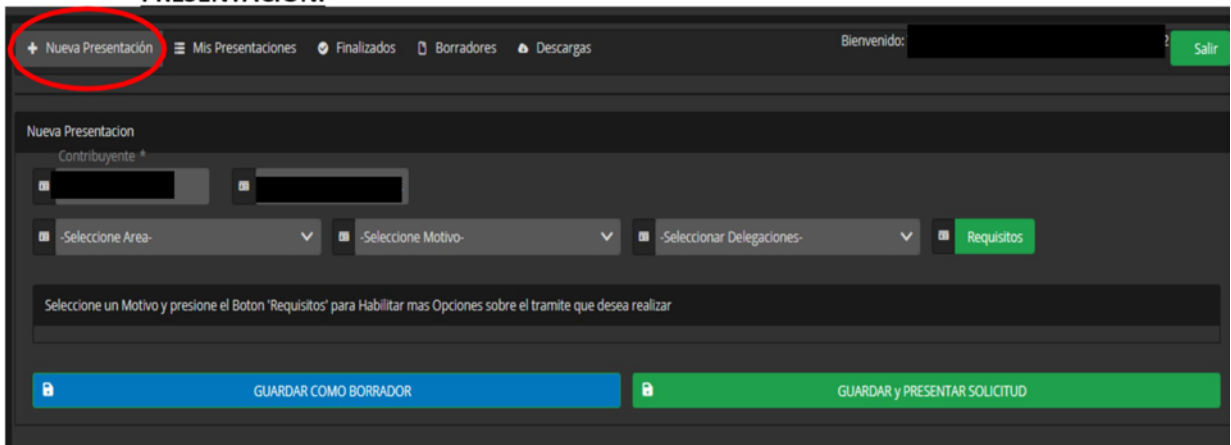 PRESENTACION:
Nueva Presentación Mis Presentaciones Finalizados Borradores Descargas Bienvenido: Salir
Nueva Presentacion
Contribuyente *
-Seleccione Area- -Seleccione Motivo- -Seleccionar Delegaciones- Requisitos
Seleccione un Motivo y presione el Boton 'Requisitos' para Habilitar mas Opciones sobre el tramite que desea realizar
GUARDAR COMO BORRADOR GUARDAR y PRESENTAR SOLICITUD